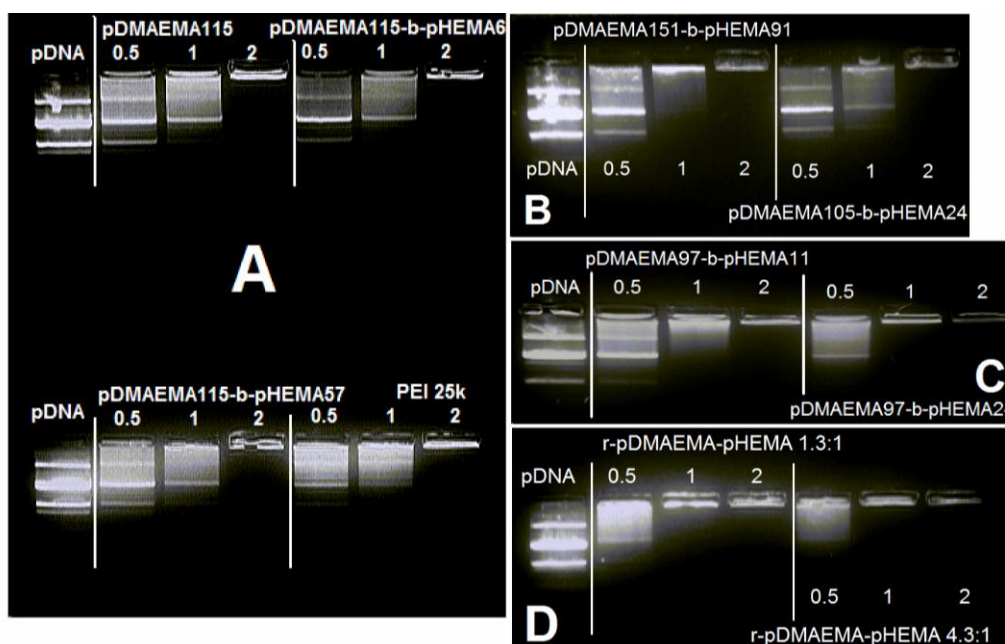 pDMAEMA115 pDMAEMA115-b-pHEMA6
pDNA 0.5 1 2 0.5 1 2
A
pDMAEMA115-b-pHEMA57 PEI 25k
pDNA 0.5 1 2 0.5 1 2
pDMAEMA151-b-pHEMA91
pDNA 0.5 1 2 0.5 1 2
B pDMAEMA105-b-pHEMA24
pDMAEMA97-b-pHEMA11
pDNA 0.5 1 2 0.5 1 2
C
pDMAEMA97-b-pHEMA2
r-pDMAEMA-pHEMA 1.3:1
pDNA 0.5 1 2
0.5 1 2
D r-pDMAEMA-pHEMA 4.3:1